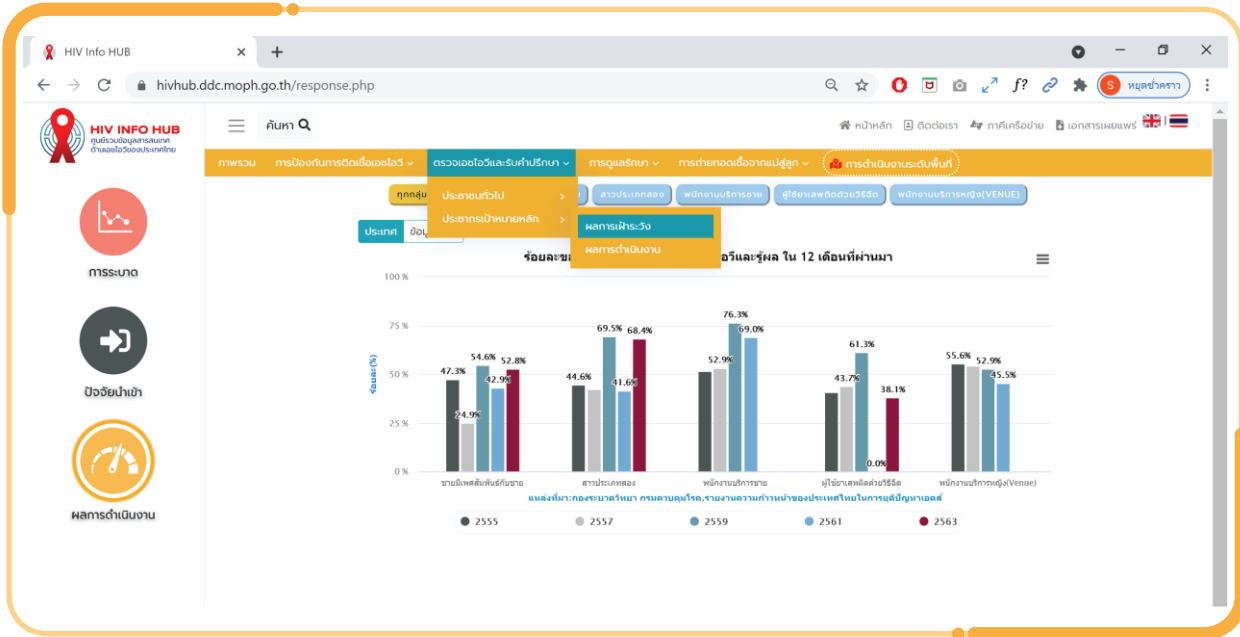 HIV Info HUB
hivhub.ddc.moph.go.th/response.php
f?
S หยุดชั่วคราว
HIV INFO HUB
ศูนย์รวมข้อมูลสารสนเทศ
ด้านเอชไอวีของประเทศไทย
ค้นหา
หน้าหลัก ติดต่อเรา ภาคีเครือข่าย เอกสารเผยแพร่
ภาพรวม การป้องกันการติดเชื้อเอชไอวี ตรวจเอชไอวีและรับคำปรึกษา การดูแลรักษา การถ่ายทอดเชื้อจากแม่สู่ลูก การดำเนินงานระดับพื้นที่
ทุกกลุ่ม สาวประเภทสอง พนักงานบริการชาย ผู้ใช้ยาเสพติดด้วยวิธีฉีด พนักงานบริการหญิง(VENUE)
ประชาชนทั่วไป
ประชากรเป้าหมายหลัก
ผลการเฝ้าระวัง
ผลการดำเนินงาน
ประเทศ
ร้อยละ อวีและรู้ผล ใน 12 เดือนที่ผ่านมา
การระบาด
ปัจจัยนำเข้า
ผลการดำเนินงาน
ร้อยละ(%)
100 %
75 %
50 %
25 %
0 %
47.3% 24.9% 54.6% 42.9% 52.8%
44.6% 69.5% 41.6% 68.4%
52.9% 76.3% 69.0%
43.7% 61.3% 0.0% 38.1%
55.6% 52.9% 45.5%
ชายมีเพศสัมพันธ์กับชาย สาวประเภทสอง พนักงานบริการชาย ผู้ใช้ยาเสพติดด้วยวิธีฉีด พนักงานบริการหญิง(Venue)
แหล่งที่มา:กองระบาดวิทยา กรมควบคุมโรค,รายงานความก้าวหน้าของประเทศไทยในการยุติปัญหาเอดส์
2555 2557 2559 2561 2563